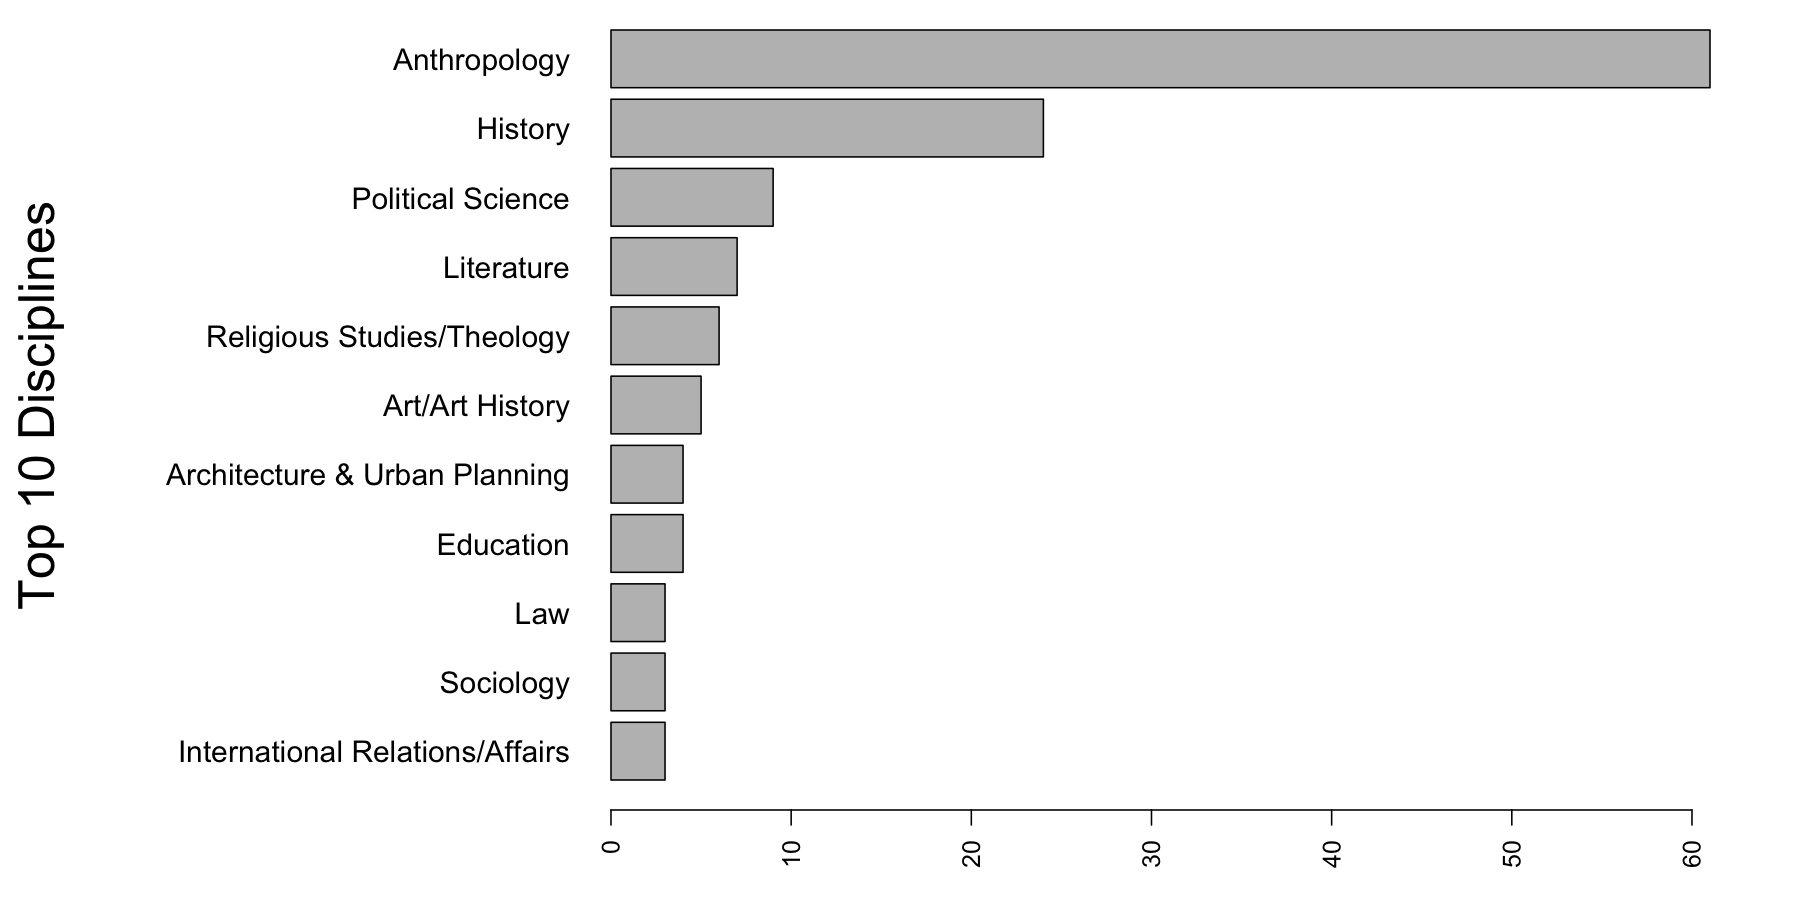 Top 10 Disciplines
Anthropology
History
Political Science
Literature
Religious Studies/Theology
Art/Art History
Architecture & Urban Planning
Education
Law
Sociology
International Relations/Affairs
0 10 20 30 40 50 60